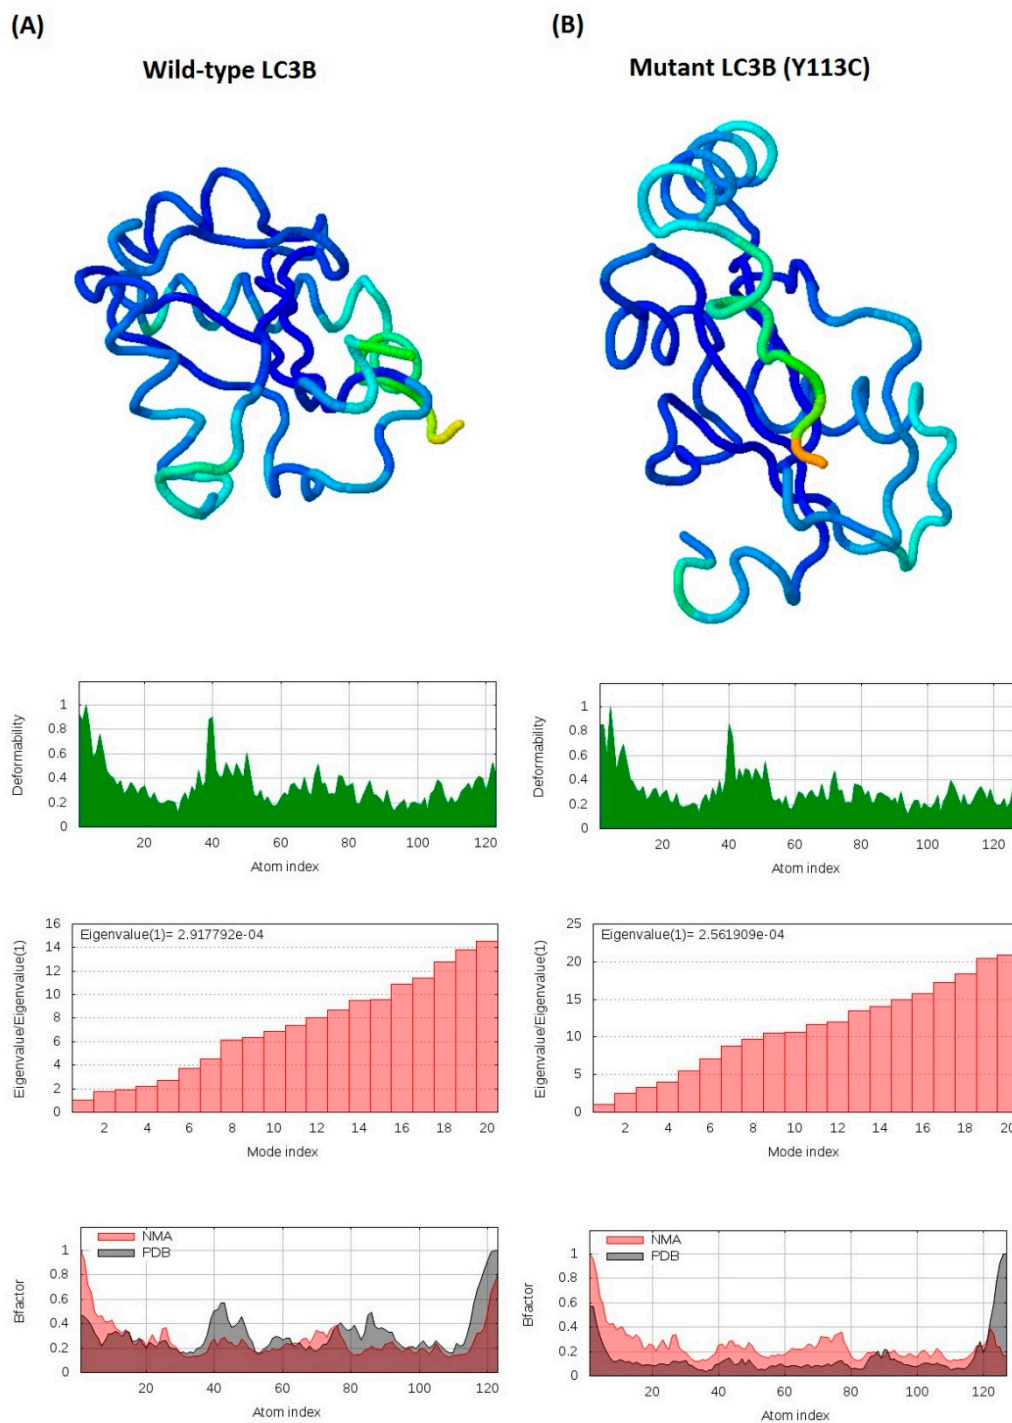 (A)
Wild-type LC3B
(B)
Mutant LC3B (Y113C)
Deformability
1
0.8
0.6
0.4
0.2
0
20 40 60 80 100 120
Atom index
Deformability
1
0.8
0.6
0.4
0.2
0
20 40 60 80 100 120
Atom index
Eigenvalue/Eigenvalue(1)
16
14
12
10
8
6
4
2
0
Eigenvalue(1)= 2.917792e-04
2 4 6 8 10 12 14 16 18 20
Mode index
Eigenvalue/Eigenvalue(1)
25
20
15
10
5
0
Eigenvalue(1)= 2.561909e-04
2 4 6 8 10 12 14 16 18 20
Mode index
Bfactor
1
0.8
0.6
0.4
0.2
0
NMA
PDB
20 40 60 80 100 120
Atom index
Bfactor
1
0.8
0.6
0.4
0.2
0
NMA
PDB
20 40 60 80 100 120
Atom index